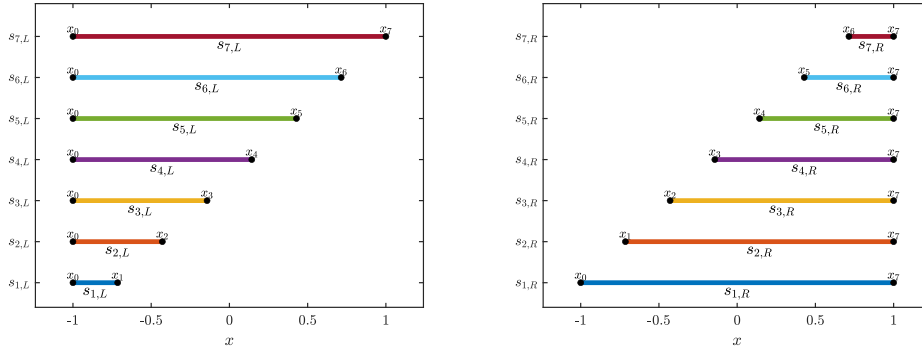 $s_{7,L}$ $x_0$ $x_7$
$s_{7,L}$
$s_{6,L}$ $x_0$ $x_6$
$s_{6,L}$
$s_{5,L}$ $x_0$ $x_5$
$s_{5,L}$
$s_{4,L}$ $x_0$ $x_4$
$s_{4,L}$
$s_{3,L}$ $x_0$ $x_3$
$s_{3,L}$
$s_{2,L}$ $x_0$ $x_2$
$s_{2,L}$
$s_{1,L}$ $x_0$ $x_1$
$s_{1,L}$
-1 -0.5 0 0.5 1
$x$
$s_{7,R}$ $x_6$ $x_7$
$s_{7,R}$
$s_{6,R}$ $x_5$ $x_7$
$s_{6,R}$
$s_{5,R}$ $x_4$ $x_7$
$s_{5,R}$
$s_{4,R}$ $x_3$ $x_7$
$s_{4,R}$
$s_{3,R}$ $x_2$ $x_7$
$s_{3,R}$
$s_{2,R}$ $x_1$ $x_7$
$s_{2,R}$
$s_{1,R}$ $x_0$ $x_7$
$s_{1,R}$
-1 -0.5 0 0.5 1
$x$